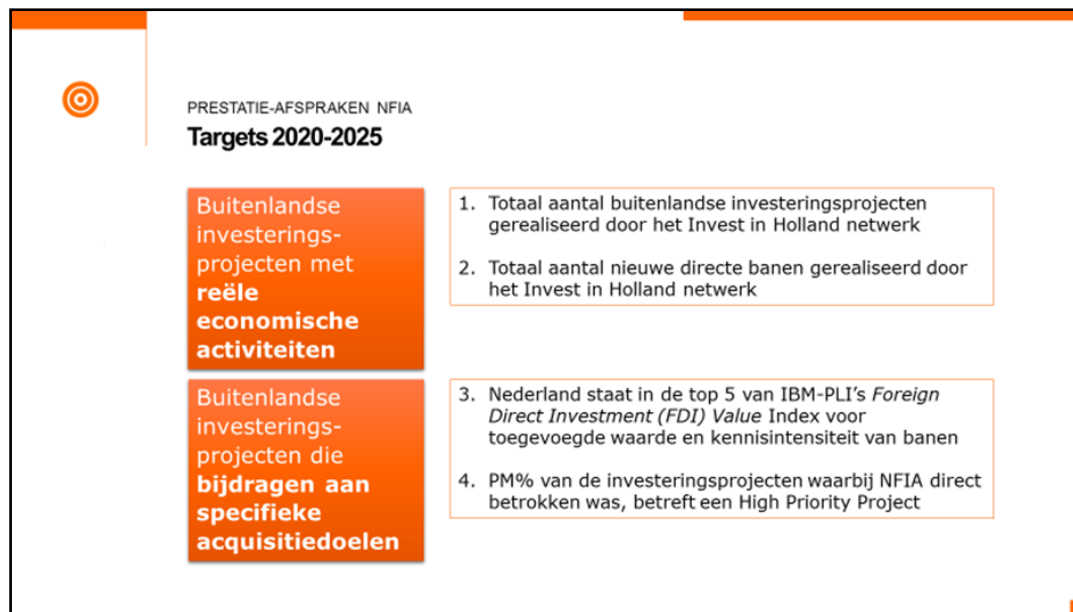 PRESTATIE-AFSPRAKEN NFIA
Targets 2020-2025
Buitenlandse
investerings-
projecten met
reële
economische
activiteiten
1. Totaal aantal buitenlandse investeringsprojecten
gerealiseerd door het Invest in Holland netwerk
2. Totaal aantal nieuwe directe banen gerealiseerd door
het Invest in Holland netwerk
Buitenlandse
investerings-
projecten die
bijdragen aan
specifieke
acquisitiedoelen
3. Nederland staat in de top 5 van IBM-PLI's Foreign
Direct Investment (FDI) Value Index voor
toegevoegde waarde en kennisintensiteit van banen
4. PM% van de investeringsprojecten waarbij NFIA direct
betrokken was, betreft een High Priority Project